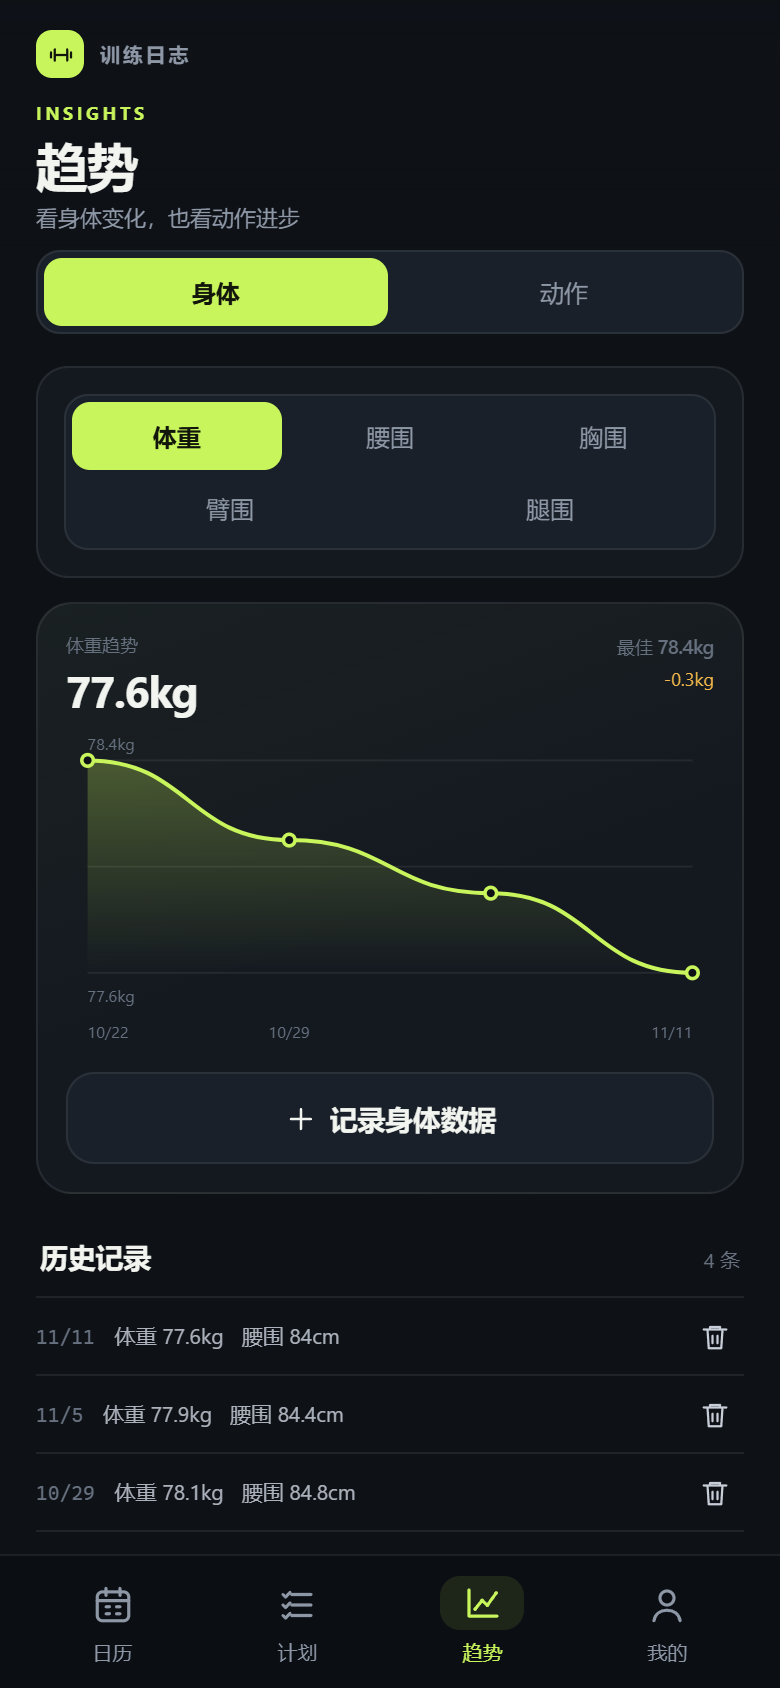 训练日志
INSIGHTS
趋势
看身体变化，也看动作进步
身体 动作
体重 腰围 胸围
臂围 腿围
体重趋势 最佳 78.4kg
77.6kg -0.3kg
78.4kg
77.6kg
10/22 10/29 11/11
记录身体数据
历史记录 4 条
11/11 体重 77.6kg 腰围 84cm
11/5 体重 77.9kg 腰围 84.4cm
10/29 体重 78.1kg 腰围 84.8cm
日历 计划 趋势 我的